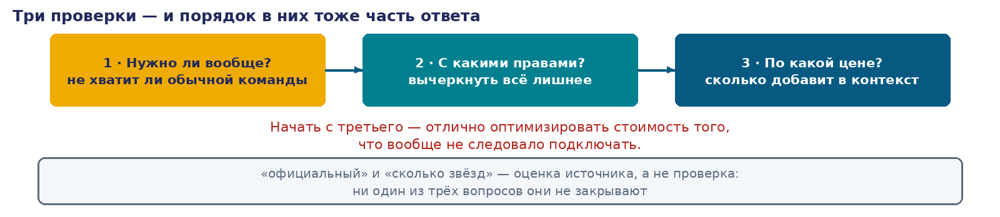 Три проверки — и порядок в них тоже часть ответа
1 · Нужно ли вообще?
не хватит ли обычной команды
2 · С какими правами?
вычеркнуть всё лишнее
3 · По какой цене?
сколько добавит в контекст
Начать с третьего — отлично оптимизировать стоимость того,
что вообще не следовало подключать.
«официальный» и «сколько звёзд» — оценка источника, а не проверка:
ни один из трёх вопросов они не закрывают